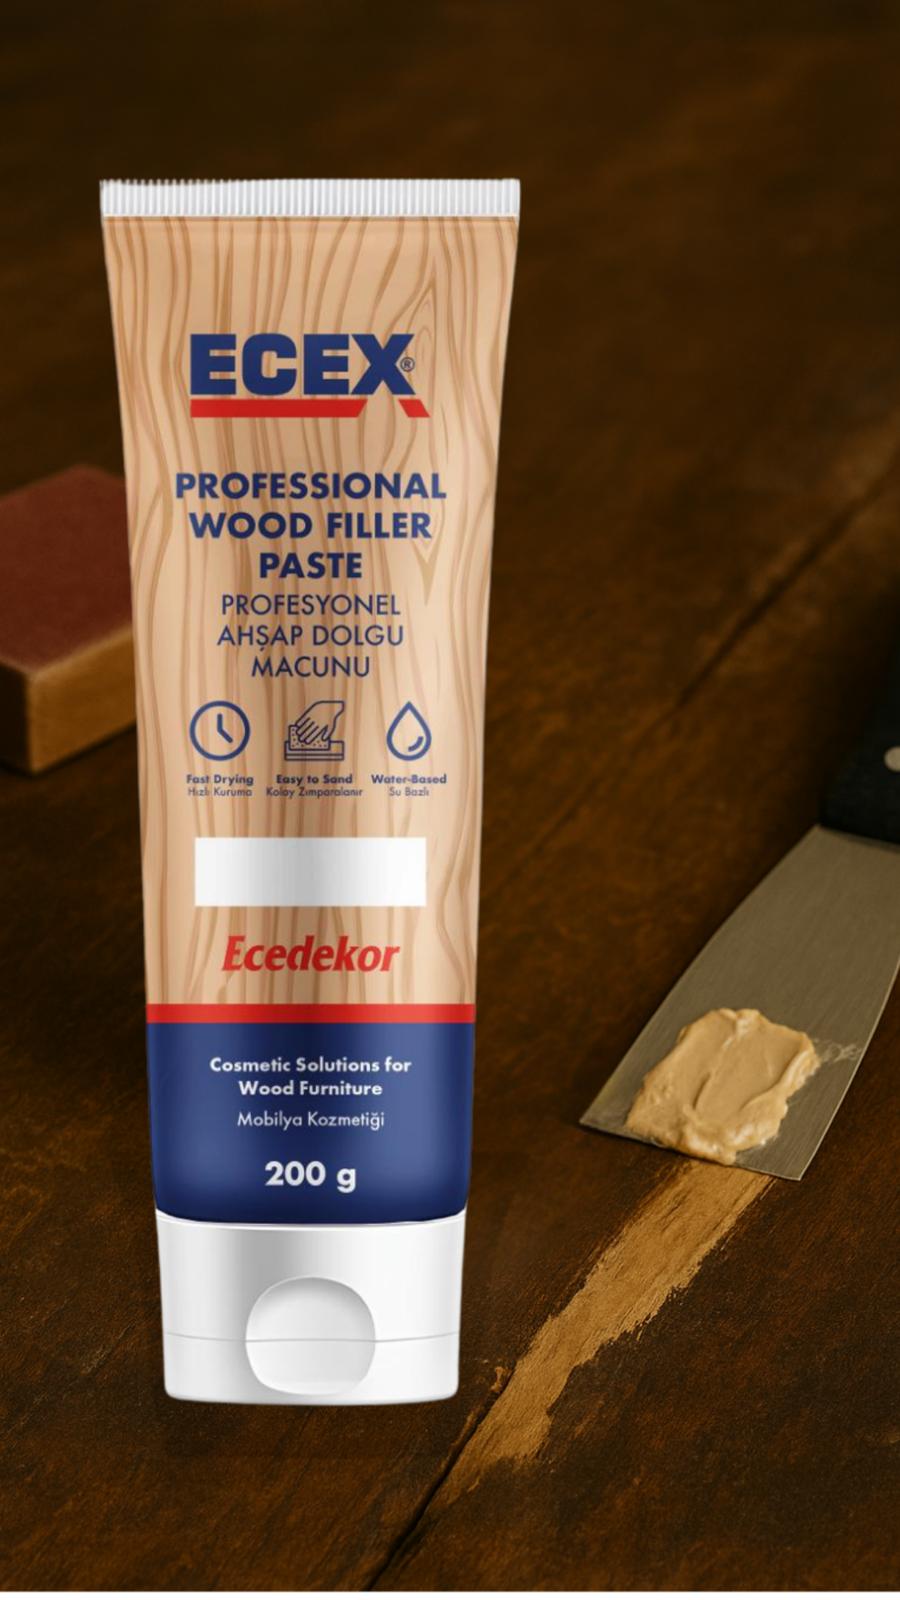 ECEX®
PROFESSIONAL
WOOD FILLER
PASTE
PROFESYONEL
AHŞAP DOLGU
MACUNU
Fast Drying Easy to Sand Water-Based
Hızlı Kuruma Kolay Zımparalanır Su Bazlı
Ecedekor
Cosmetic Solutions for
Wood Furniture
Mobilya Kozmetiği
200 g